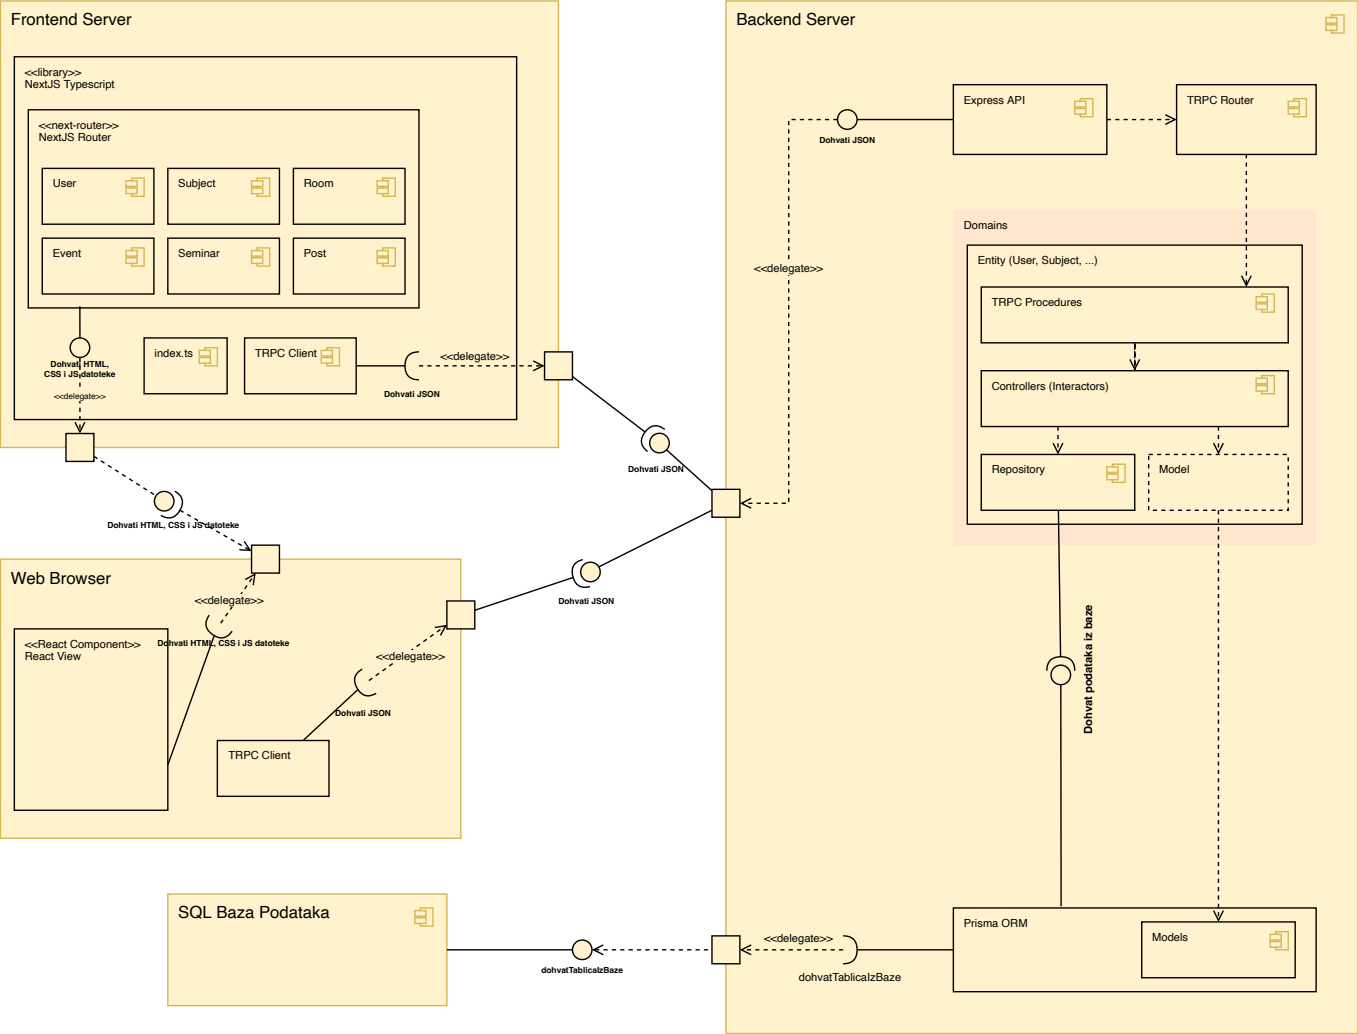 Frontend Server
<<library>>
NextJS Typescript
<<next-router>>
NextJS Router
User
Subject
Room
Event
Seminar
Post
Dohvati HTML,
CSS i JS datoteke
<<delegate>>
index.ts
TRPC Client
<<delegate>>
Dohvati JSON
Dohvati JSON
Dohvati HTML, CSS i JS datoteke
Web Browser
<<delegate>>
Dohvati HTML, CSS i JS datoteke
<<React Component>>
React View
<<delegate>>
Dohvati JSON
TRPC Client
Dohvati JSON
SQL Baza Podataka
dohvatTablicaIzBaze
Backend Server
Express API
TRPC Router
Dohvati JSON
<<delegate>>
Domains
Entity (User, Subject, ...)
TRPC Procedures
Controllers (Interactors)
Repository
Model
Dohvat podataka iz baze
Prisma ORM
Models
<<delegate>>
dohvatTablicaIzBaze